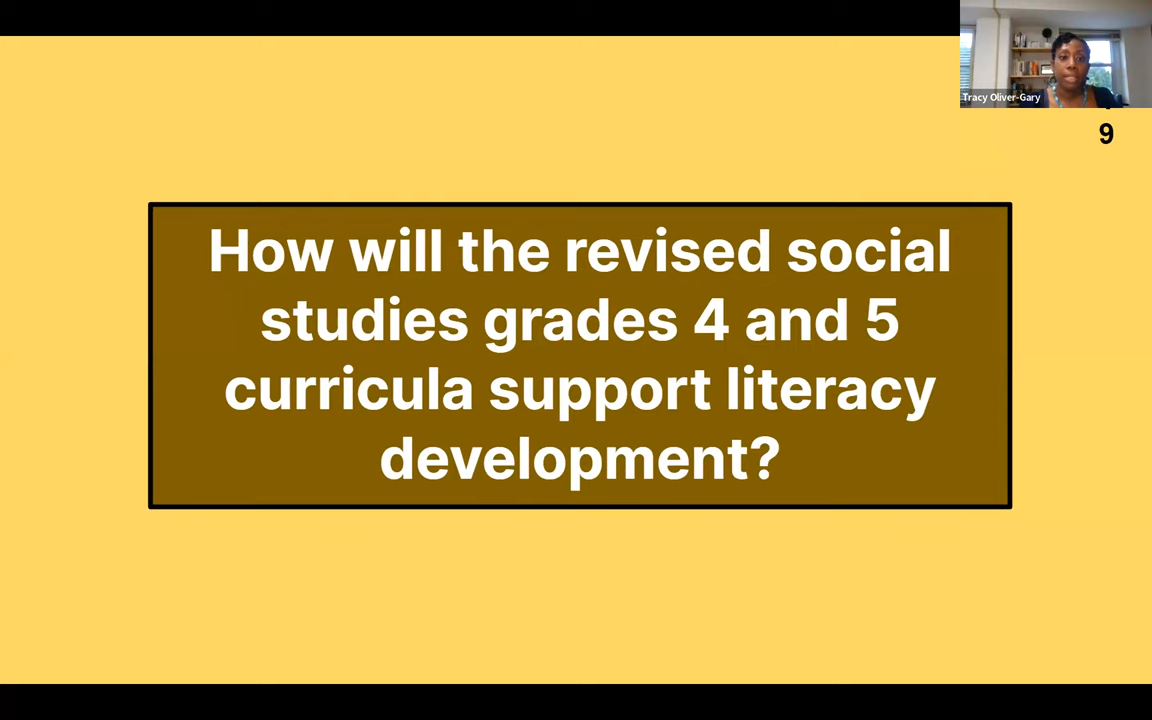 Tracy Oliver-Gary
9
How will the revised social
studies grades 4 and 5
curricula support literacy
development?